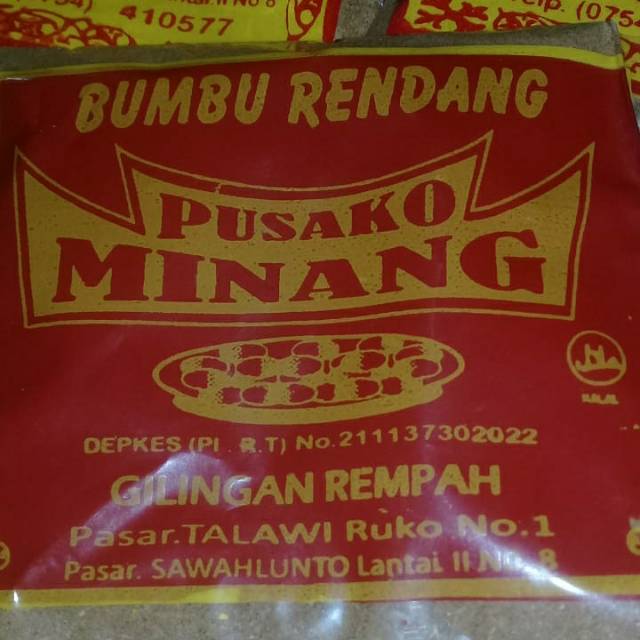 410577
BUMBU RENDANG
PUSAKO
MINANG
HALAL
DEPKES (PI R.T) No.211137302022
GILINGAN REMPAH
Pasar.TALAWI Ruko No.1
Pasar. SAWAHLUNTO Lantai II No. 8